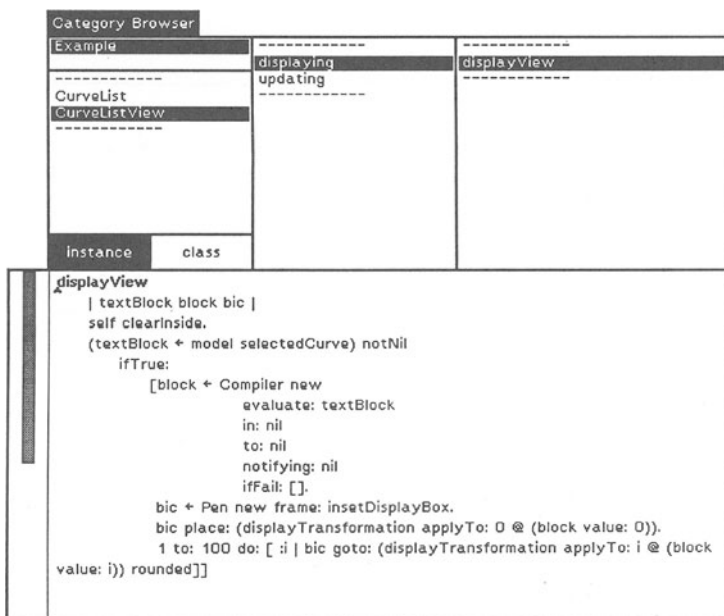 Category Browser
Example
------------
CurveList
CurveListView
------------
instance class
------------
displaying
updating
------------
------------
displayView
------------
displayView
| textBlock block bic |
self clearInside.
(textBlock ← model selectedCurve) notNil
ifTrue:
[block ← Compiler new
evaluate: textBlock
in: nil
to: nil
notifying: nil
ifFail: [].
bic ← Pen new frame: insetDisplayBox.
bic place: (displayTransformation applyTo: 0 @ (block value: 0)).
1 to: 100 do: [ :i | bic goto: (displayTransformation applyTo: i @ (block
value: i)) rounded]]